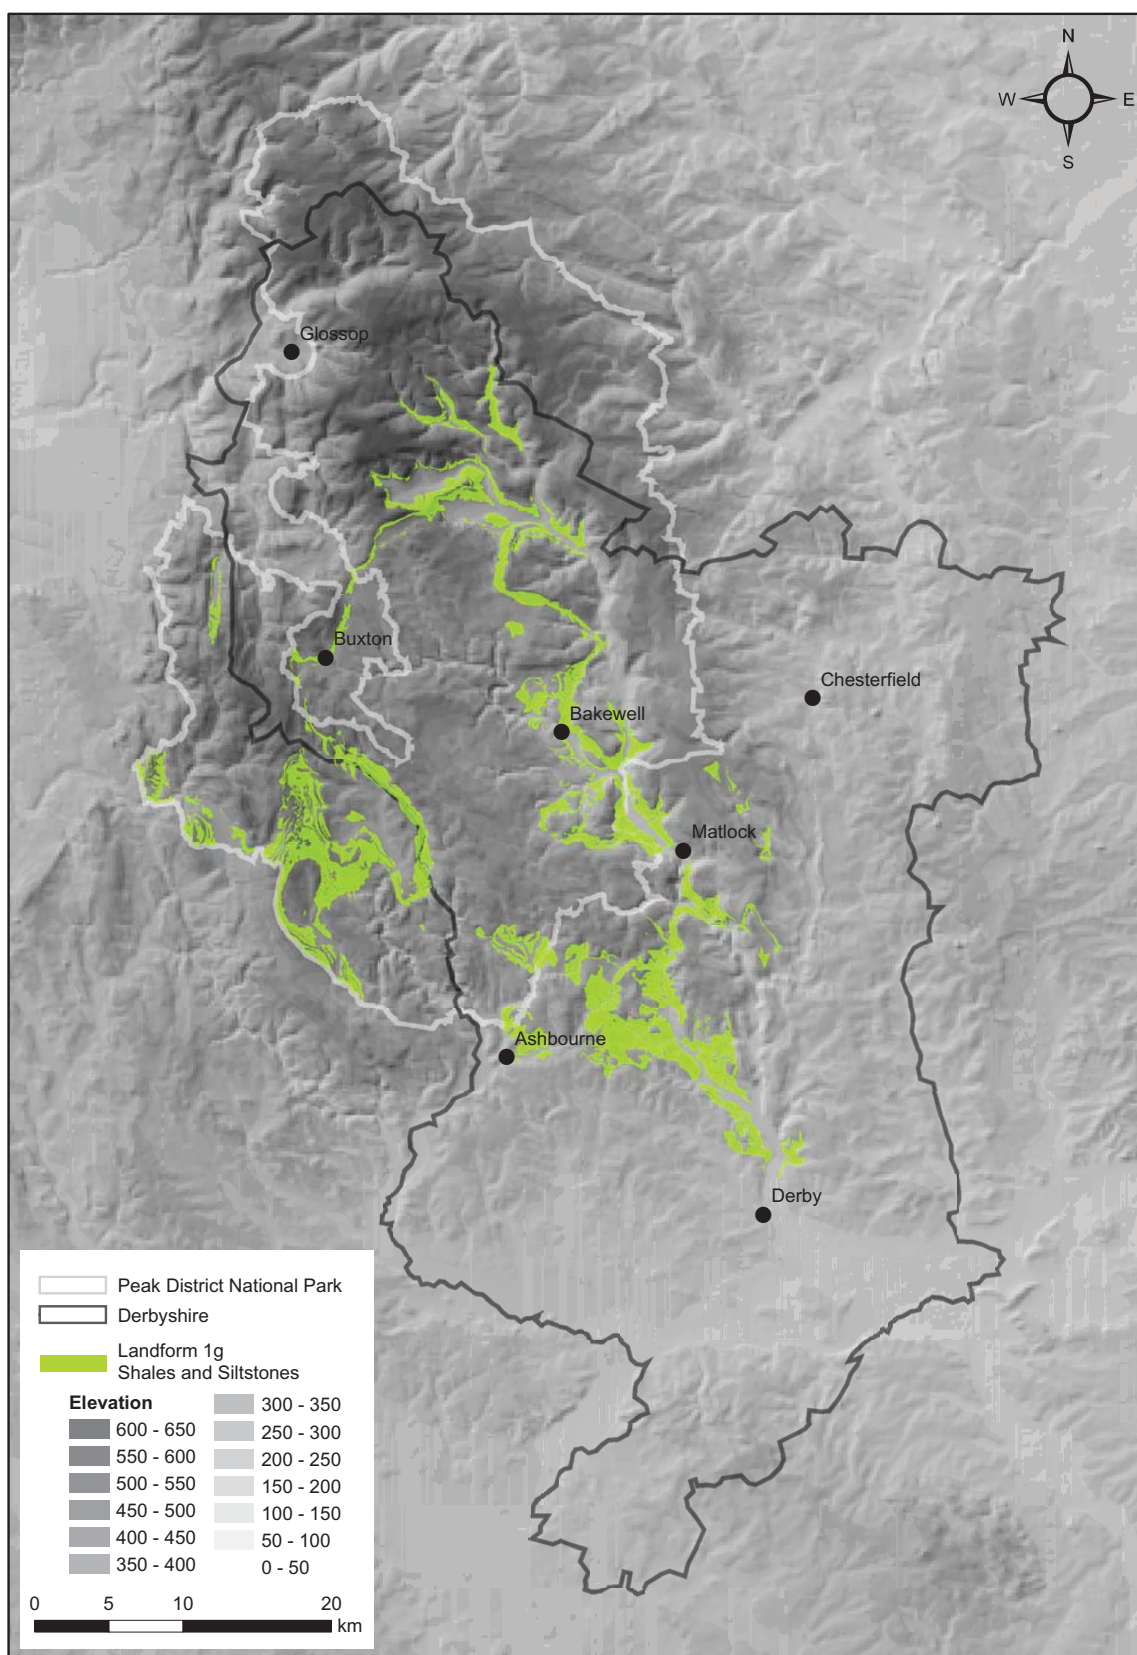 N
W E
S
Glossop
Buxton
Chesterfield
Bakewell
Matlock
Ashbourne
Derby
Peak District National Park
Derbyshire
Landform 1g
Shales and Siltstones
Elevation
600 - 650
550 - 600
500 - 550
450 - 500
400 - 450
350 - 400
300 - 350
250 - 300
200 - 250
150 - 200
100 - 150
50 - 100
0 - 50
0 5 10 20
km